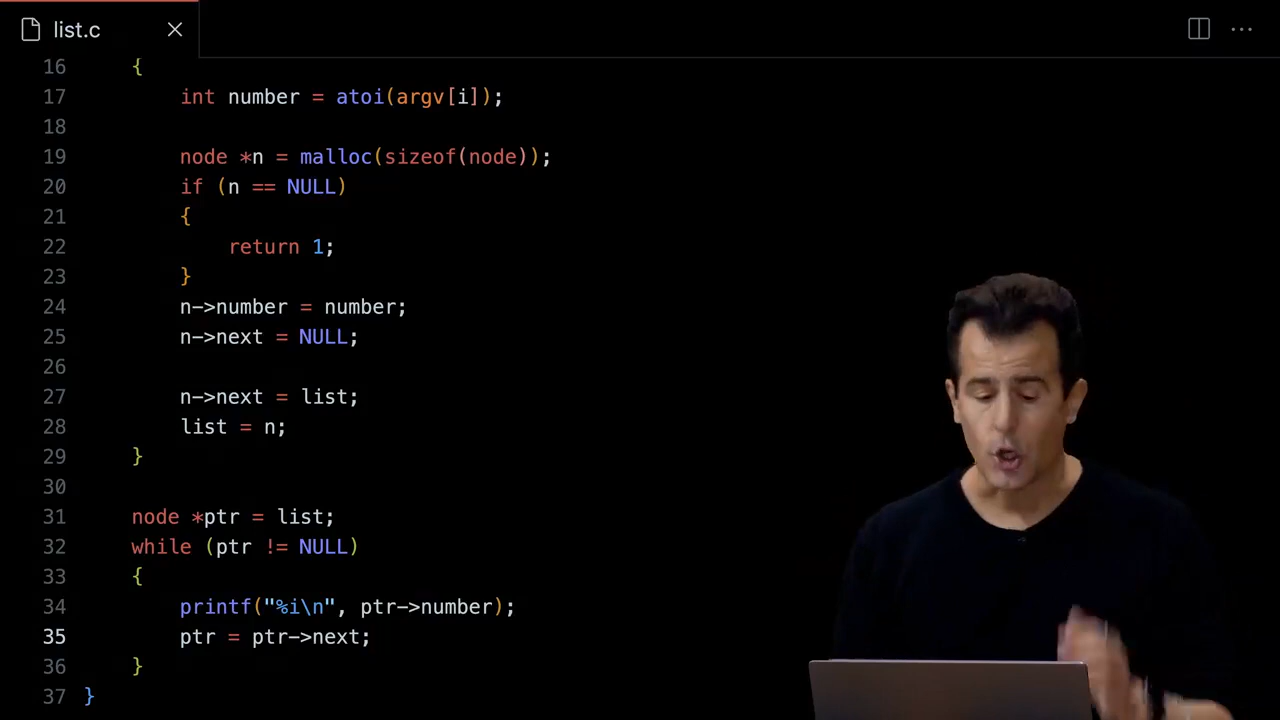 list.c
16 {
17 int number = atoi(argv[i]);
18
19 node *n = malloc(sizeof(node));
20 if (n == NULL)
21 {
22 return 1;
23 }
24 n->number = number;
25 n->next = NULL;
26
27 n->next = list;
28 list = n;
29 }
30
31 node *ptr = list;
32 while (ptr != NULL)
33 {
34 printf("%i\n", ptr->number);
35 ptr = ptr->next;
36 }
37 }